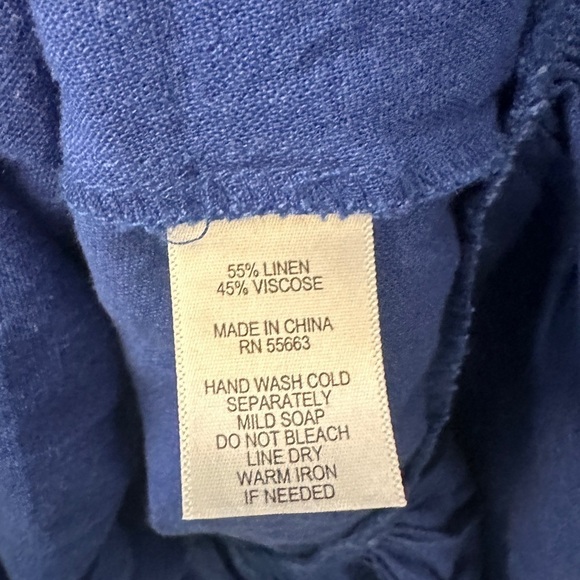 55% LINEN
45% VISCOSE
MADE IN CHINA
RN 55663
HAND WASH COLD
SEPARATELY
MILD SOAP
DO NOT BLEACH
LINE DRY
WARM IRON
IF NEEDED